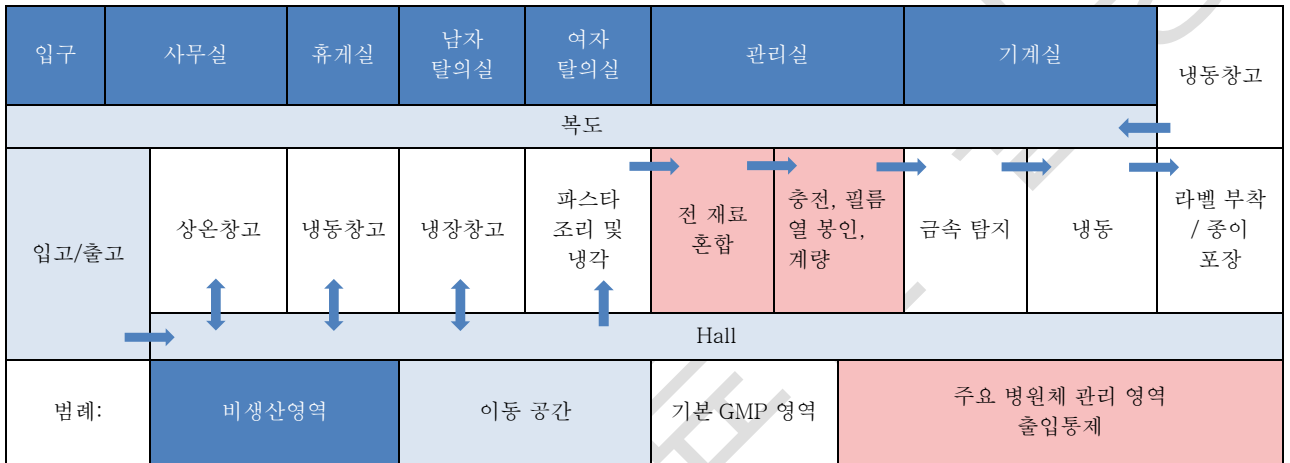 입구
사무실
휴게실
남자
탈의실
여자
탈의실
관리실
기계실
냉동창고
복도
입고/출고
상온창고
냉동창고
냉장창고
파스타
조리 및
냉각
전 재료
혼합
충전, 필름
열 봉인,
계량
금속 탐지
냉동
라벨 부착
/ 종이
포장
Hall
범례:
비생산영역
이동 공간
기본 GMP 영역
주요 병원체 관리 영역
출입통제